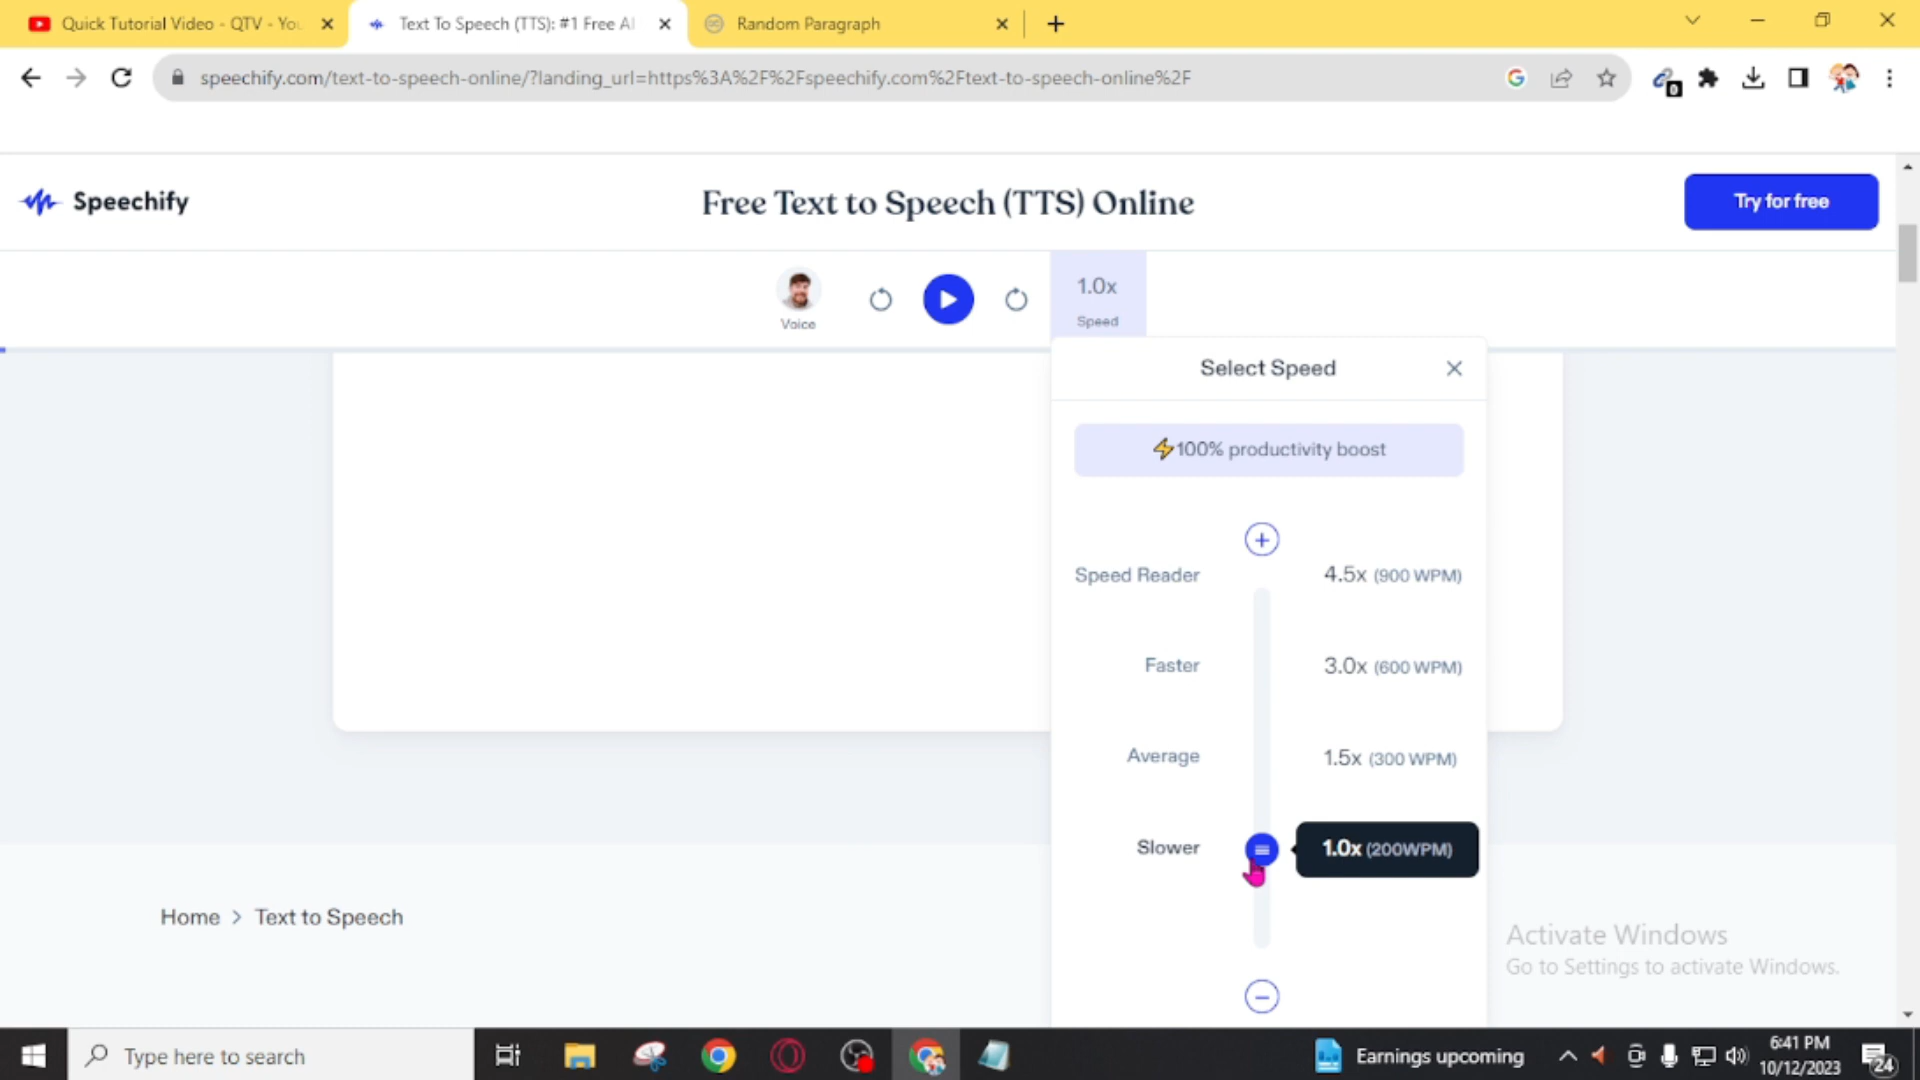 Quick Tutorial Video - QTV - You
Text To Speech (TTS): #1 Free AI
Random Paragraph
speechify.com/text-to-speech-online/?landing_url=https%3A%2F%2Fspeechify.com%2Ftext-to-speech-online%2F
0
Speechify
Free Text to Speech (TTS) Online
Try for free
Voice
1.0x
Speed
Select Speed
⚡100% productivity boost
Speed Reader 4.5x (900 WPM)
Faster 3.0x (600 WPM)
Average 1.5x (300 WPM)
Slower 1.0x (200WPM)
Home > Text to Speech
Activate Windows
Go to Settings to activate Windows.
Type here to search
Earnings upcoming
6:41 PM
10/12/2023
24